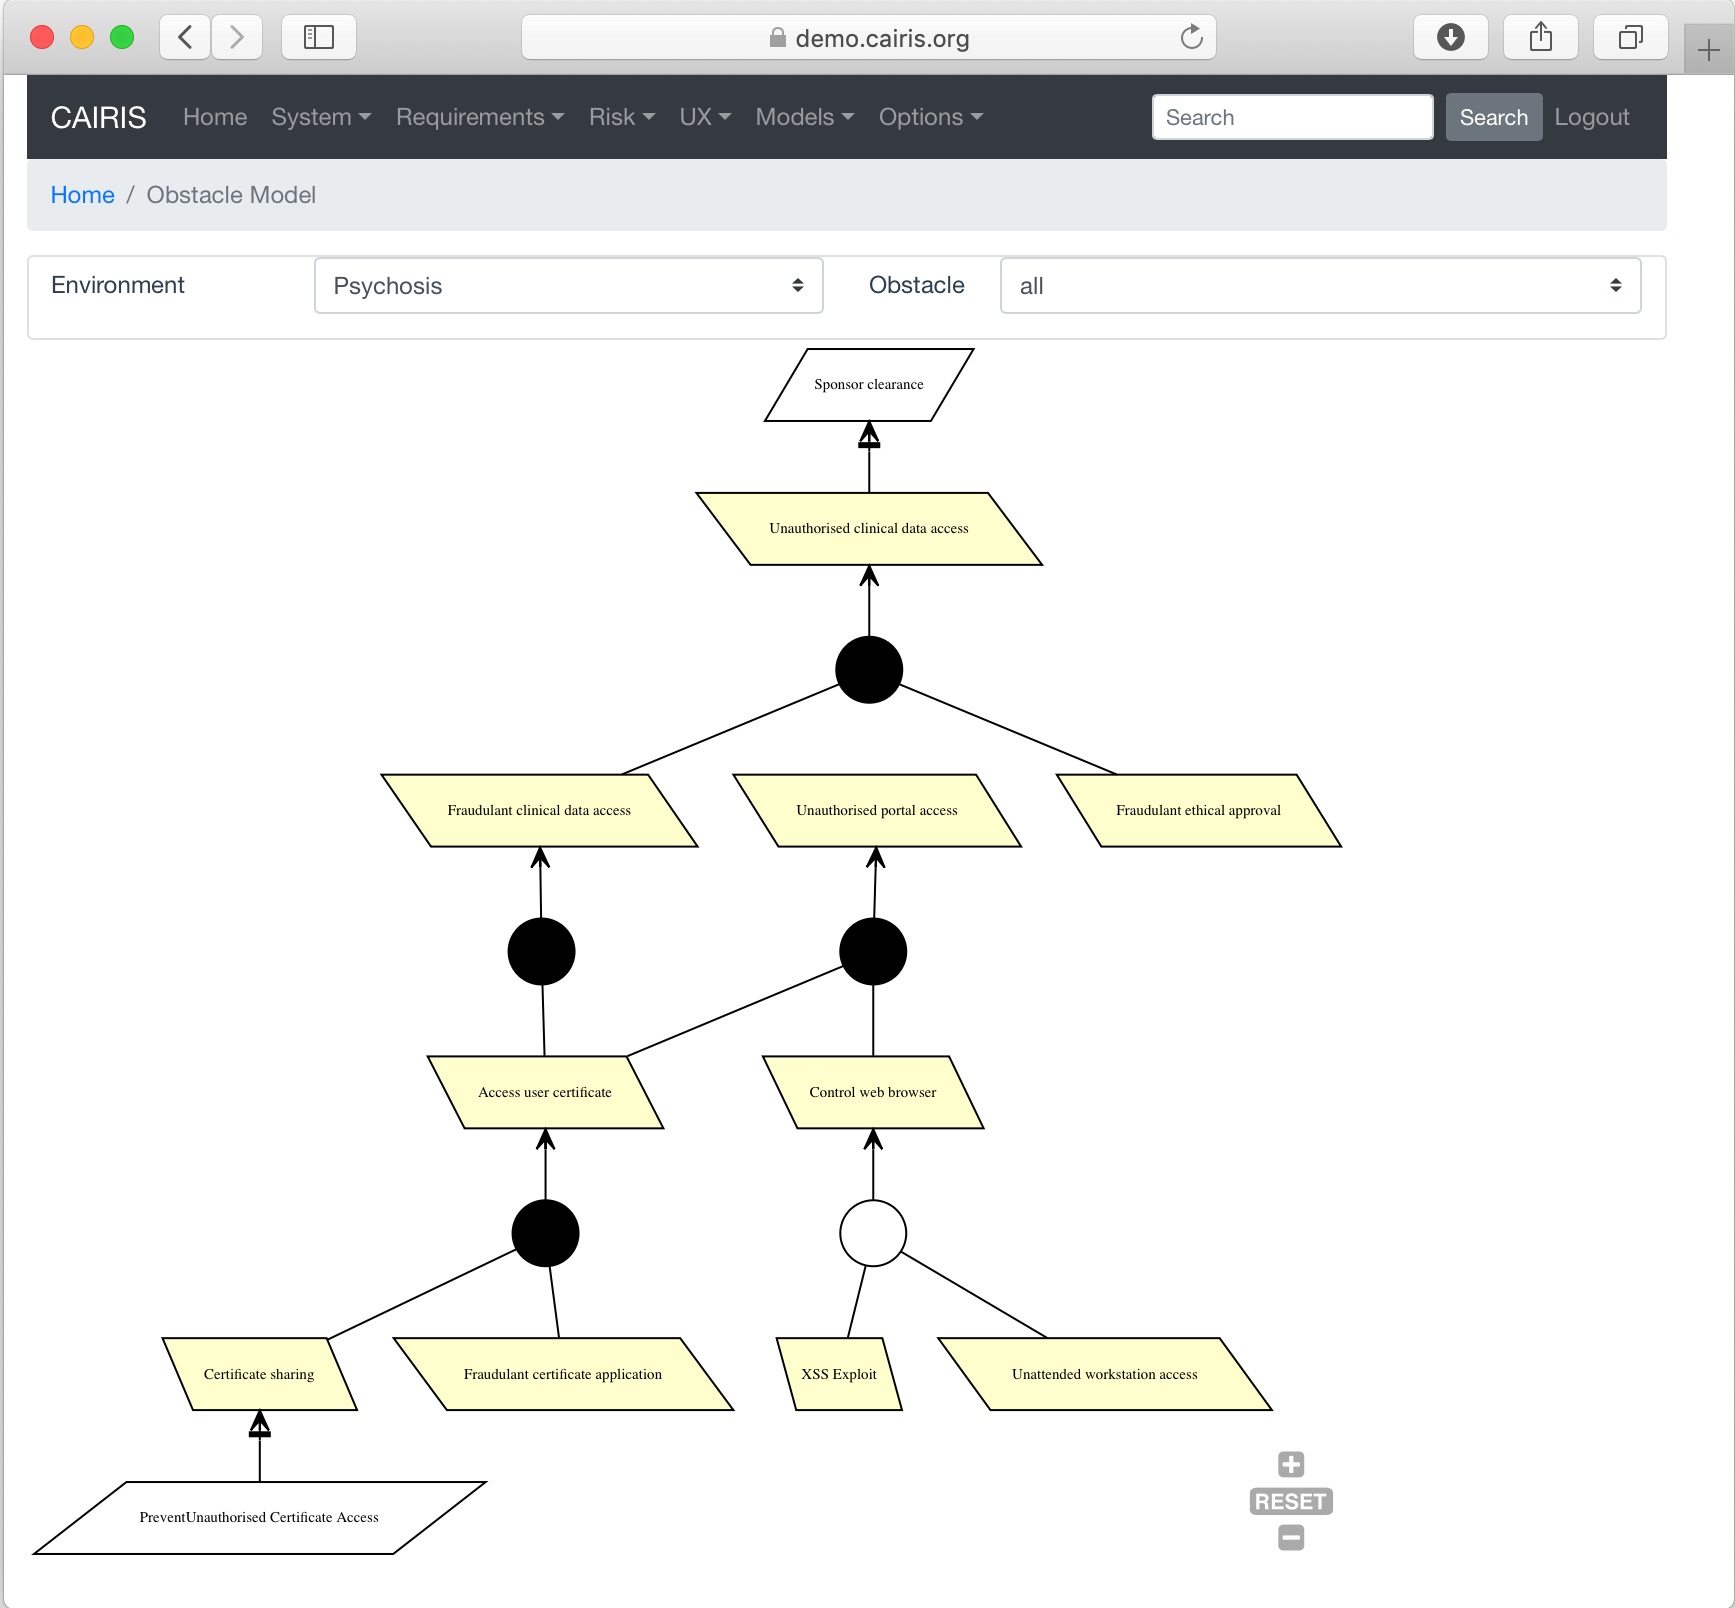 demo.cairis.org
CAIRIS Home System Requirements Risk UX Models Options Search Search Logout
Home / Obstacle Model
Environment Psychosis Obstacle all
Sponsor clearance
Unauthorised clinical data access
Fraudulant clinical data access Unauthorised portal access Fraudulant ethical approval
Access user certificate Control web browser
Certificate sharing Fraudulant certificate application XSS Exploit Unattended workstation access
RESET
PreventUnauthorised Certificate Access